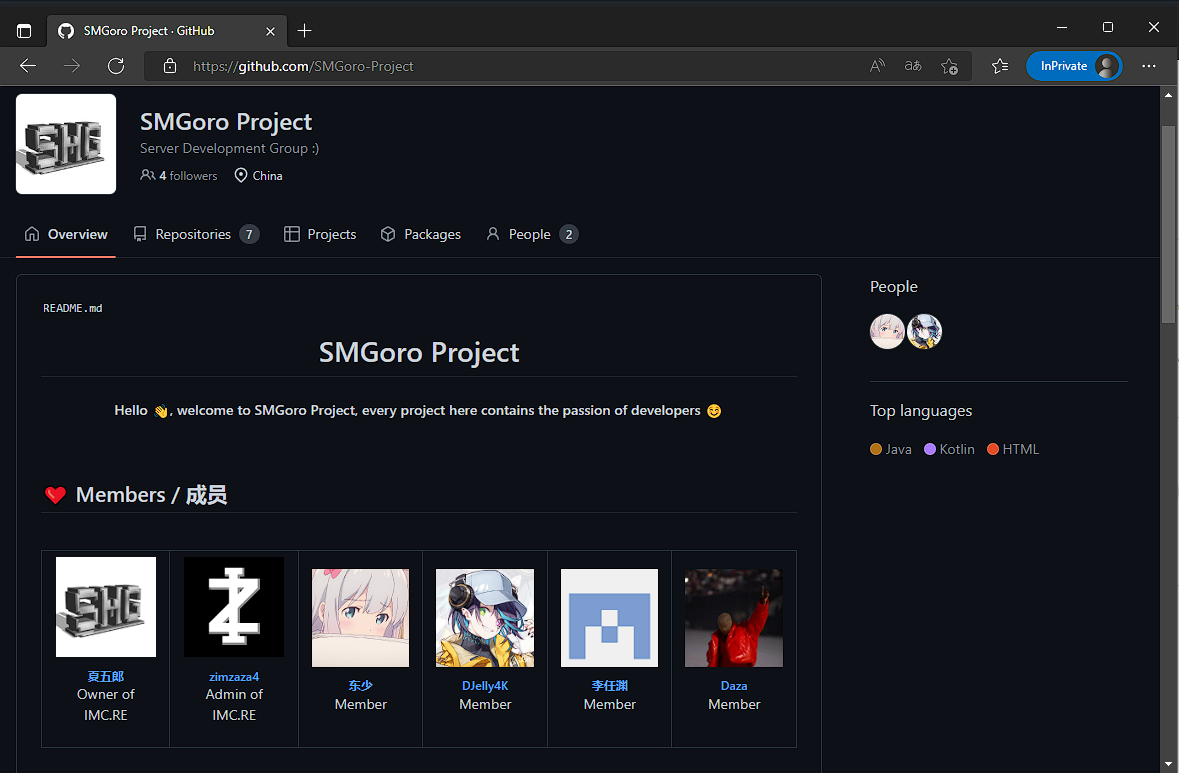 SMGoro Project · GitHub
https://github.com/SMGoro-Project
InPrivate
SMG
SMGoro Project
Server Development Group :)
4 followers China
Overview Repositories 7 Projects Packages People 2
README.md
SMGoro Project
Hello 👋, welcome to SMGoro Project, every project here contains the passion of developers 😊
❤️ Members / 成员
SMG
夏五郎
Owner of
IMC.RE
zimzaza4
Admin of
IMC.RE
东少
Member
DJelly4K
Member
李任渊
Member
Daza
Member
People
Top languages
Java Kotlin HTML